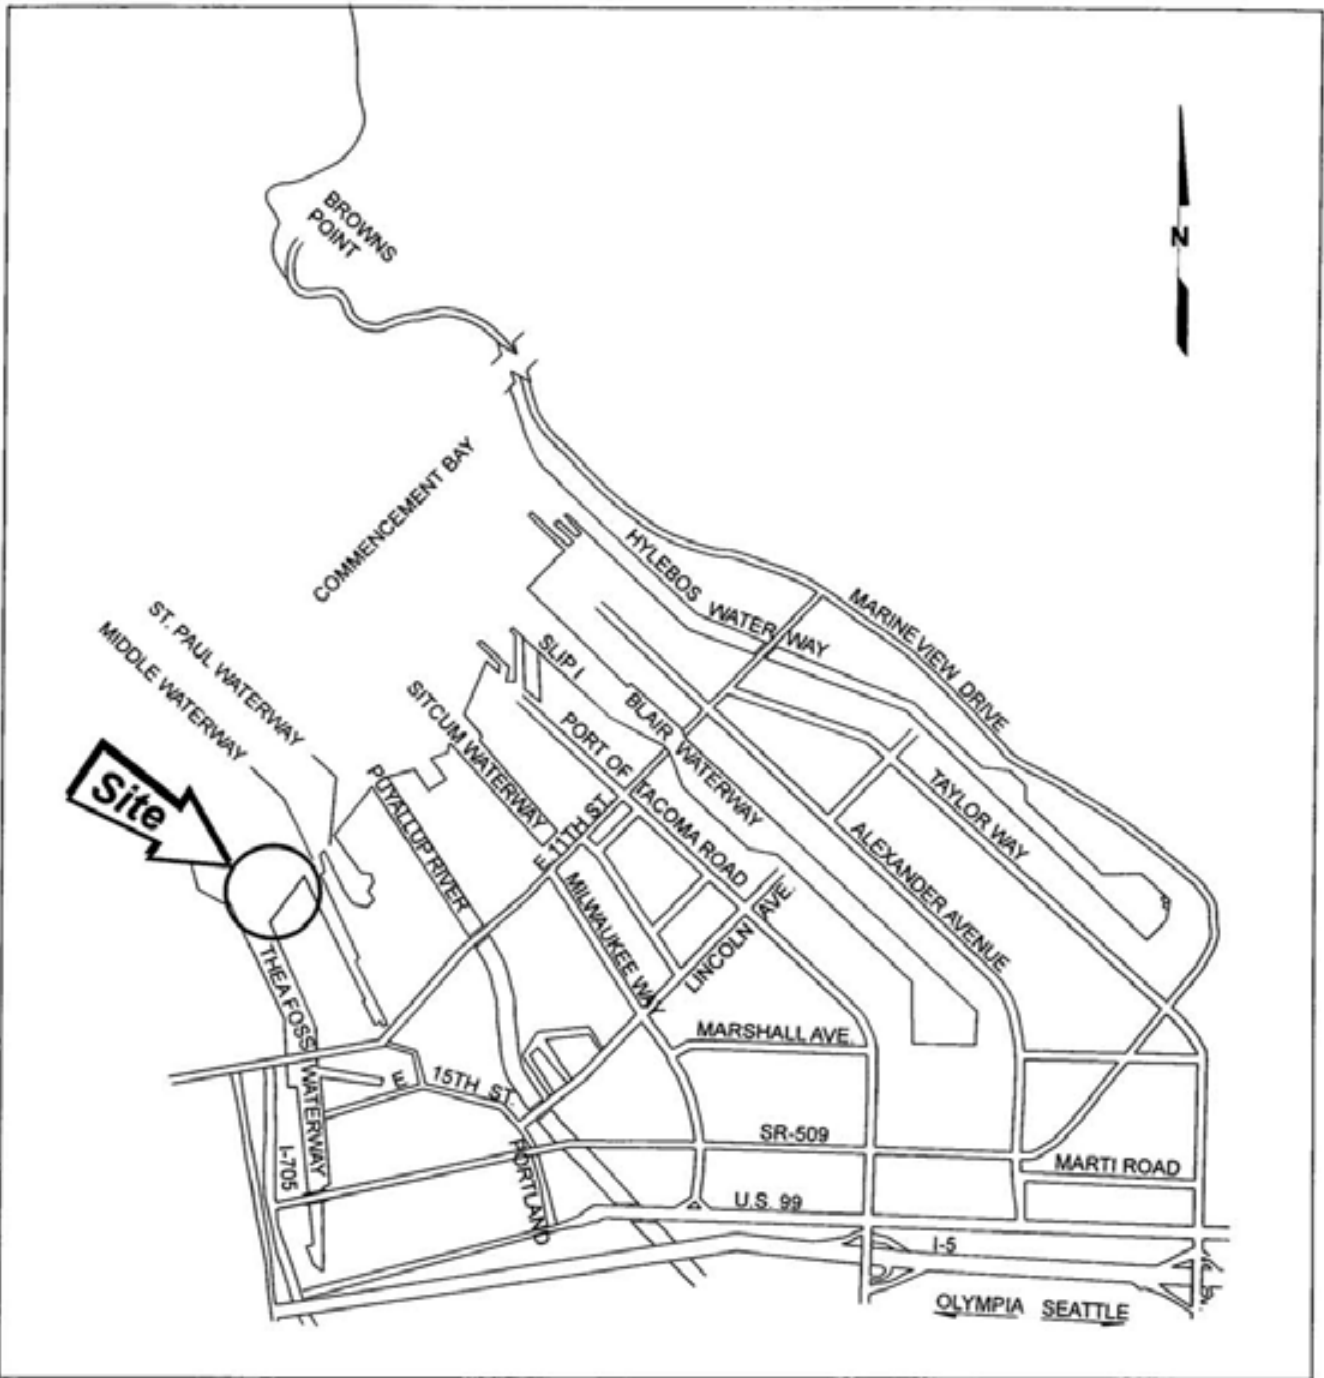 BROWNS
POINT
N
COMMENCEMENT BAY
HYLEBOS WATER WAY
MARINE VIEW DRIVE
ST. PAUL WATERWAY
MIDDLE WATERWAY
SLIP I
SITCUM WATERWAY
BLAIR WATERWAY
PORT OF TACOMA ROAD
Site
PUYALLUP RIVER
E. 11TH ST.
TAYLOR WAY
ALEXANDER AVENUE
MILWAUKEE WAY
LINCOLN AVE.
THEA FOSS WATERWAY
MARSHALL AVE.
E. 15TH ST.
SR-509
I-705
PORTLAND
MARTI ROAD
U.S. 99
I-5
OLYMPIA SEATTLE